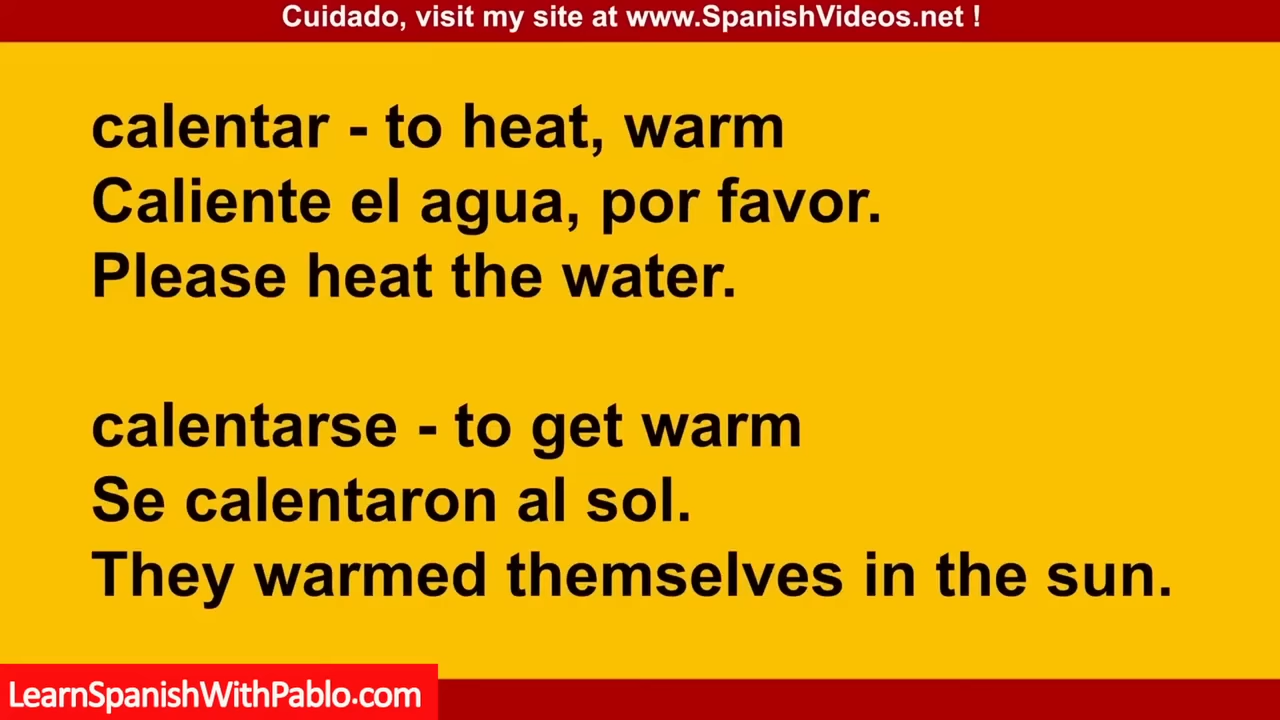 Cuidado, visit my site at www.SpanishVideos.net !
calentar - to heat, warm
Caliente el agua, por favor.
Please heat the water.
calentarse - to get warm
Se calentaron al sol.
They warmed themselves in the sun.
LearnSpanishWithPablo.com